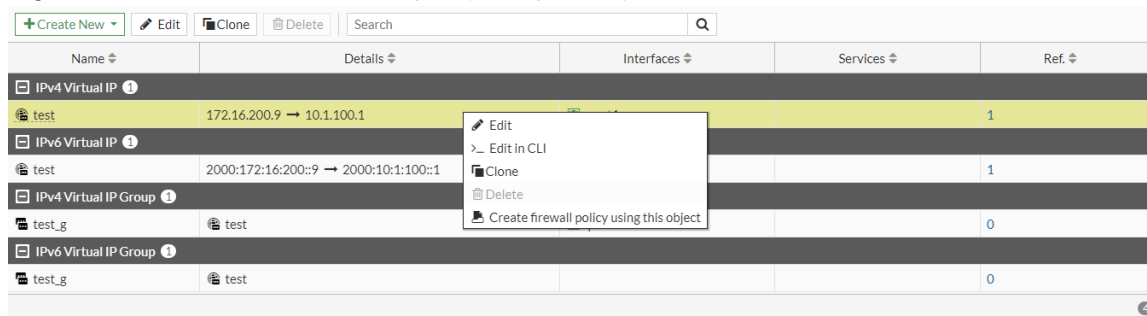 Create New Edit Clone Delete Search
Name Details Interfaces Services Ref.
IPv4 Virtual IP 1
test 172.16.200.9 → 10.1.100.1 1
Edit
IPv6 Virtual IP 1
Edit in CLI
test 2000:172:16:200::9 → 2000:10:1:100::1 1
Clone
IPv4 Virtual IP Group 1
Delete
test_g test 0
Create firewall policy using this object
IPv6 Virtual IP Group 1
test_g test 0